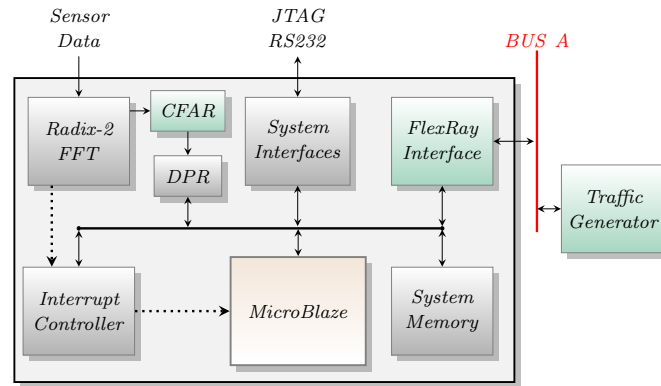 Sensor
Data
JTAG
RS232
BUS A
Radix-2
FFT
CFAR
DPR
System
Interfaces
FlexRay
Interface
Traffic
Generator
Interrupt
Controller
MicroBlaze
System
Memory